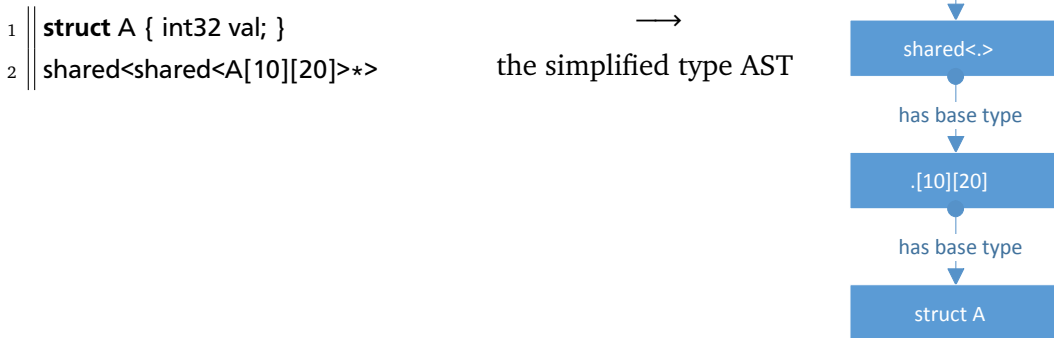 1 struct A { int32 val; }
2 shared<shared<A[10][20]>*>
⟶
the simplified type AST
shared<.>
has base type
.[10][20]
has base type
struct A